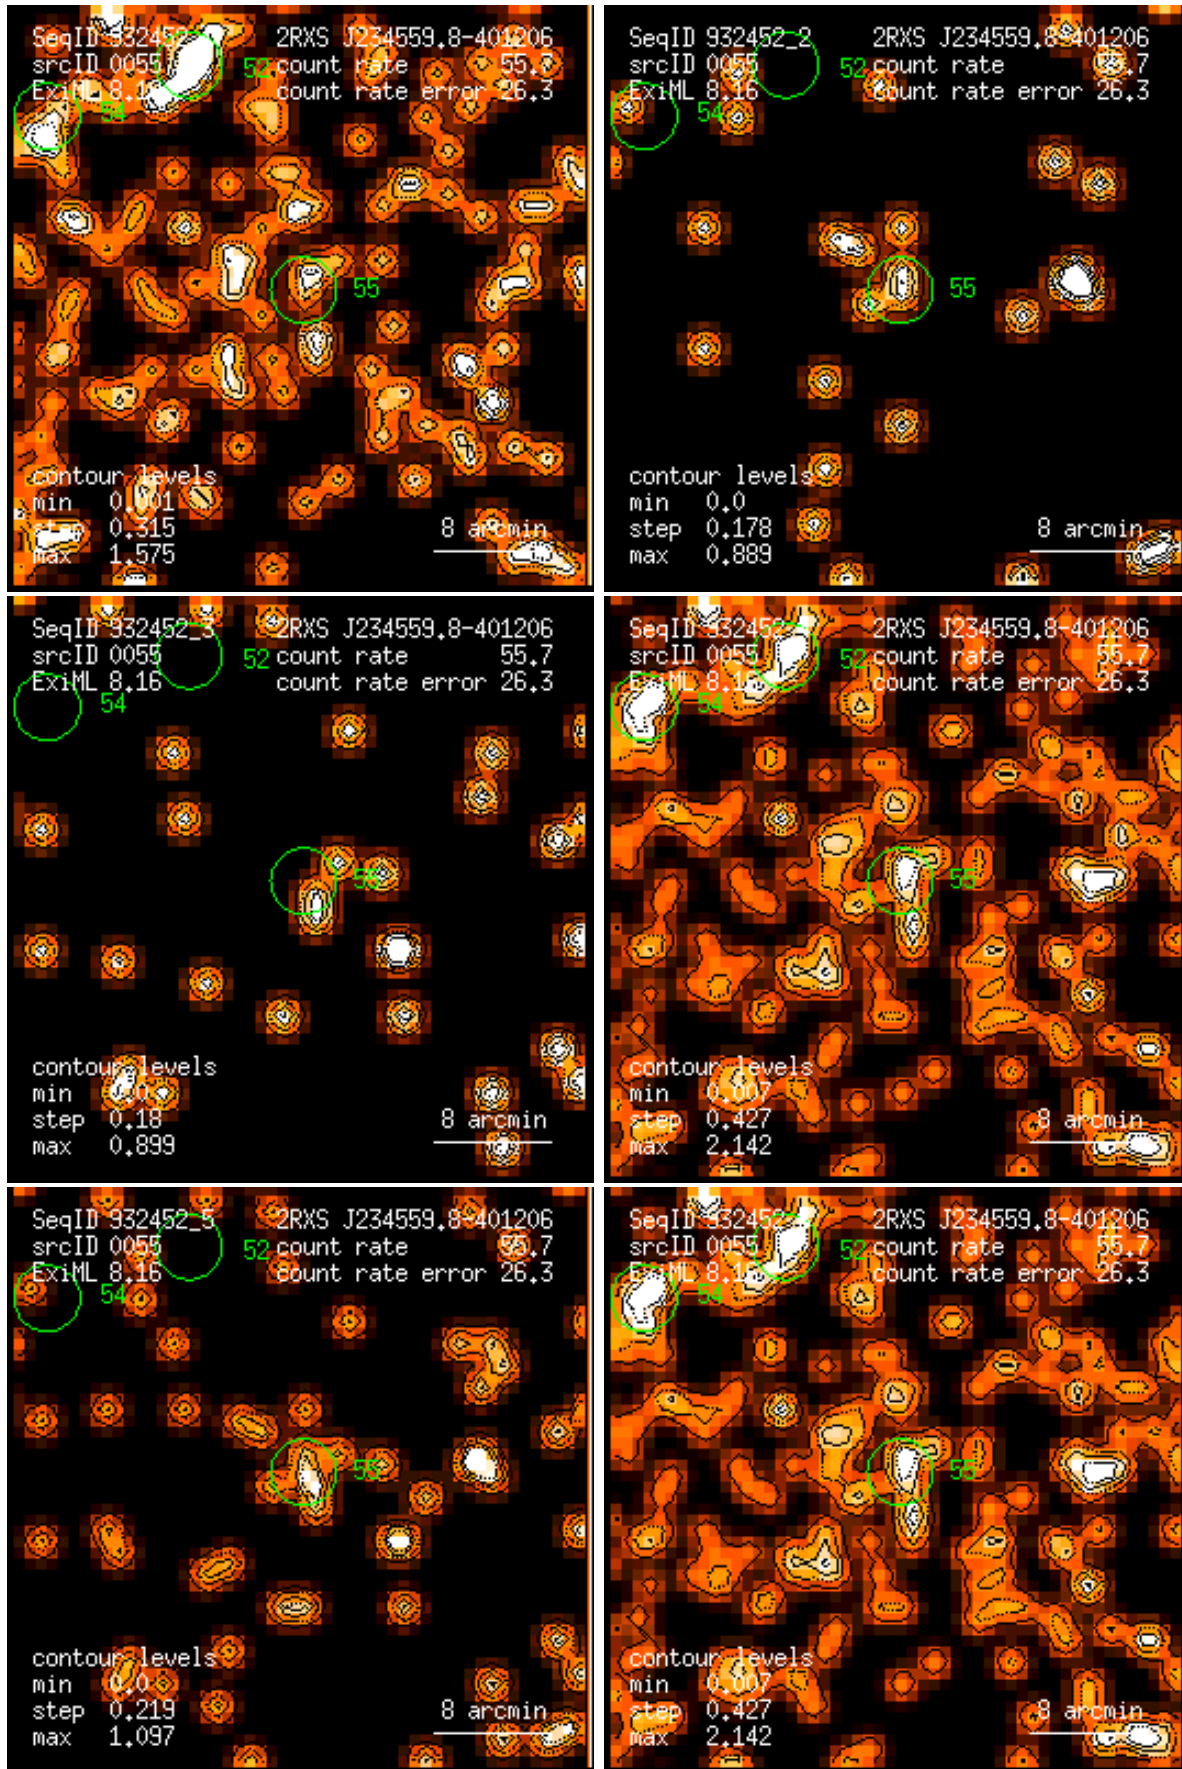 SeqID 932452_ 2RXS J234559.8-401206
srcID 0055 52 count rate 55.7
ExiML 8.16 54 count rate error 26.3
55
contour levels
min 0.001
step 0.315
max 1.575
8 arcmin
SeqID 932452_2 2RXS J234559.8-401206
srcID 0055 52 count rate 55.7
ExiML 8.16 54 count rate error 26.3
55
contour levels
min 0.0
step 0.178
max 0.889
8 arcmin
SeqID 932452_3 2RXS J234559.8-401206
srcID 0055 52 count rate 55.7
ExiML 8.16 54 count rate error 26.3
55
contour levels
min 0.0
step 0.18
max 0.899
8 arcmin
SeqID 932452_ 2RXS J234559.8-401206
srcID 0055 52 count rate 55.7
ExiML 8.16 54 count rate error 26.3
55
contour levels
min 0.007
step 0.427
max 2.142
8 arcmin
SeqID 932452_5 2RXS J234559.8-401206
srcID 0055 52 count rate 55.7
ExiML 8.16 54 count rate error 26.3
55
contour levels
min 0.0
step 0.219
max 1.097
8 arcmin
SeqID 932452_ 2RXS J234559.8-401206
srcID 0055 52 count rate 55.7
ExiML 8.16 54 count rate error 26.3
55
contour levels
min 0.007
step 0.427
max 2.142
8 arcmin